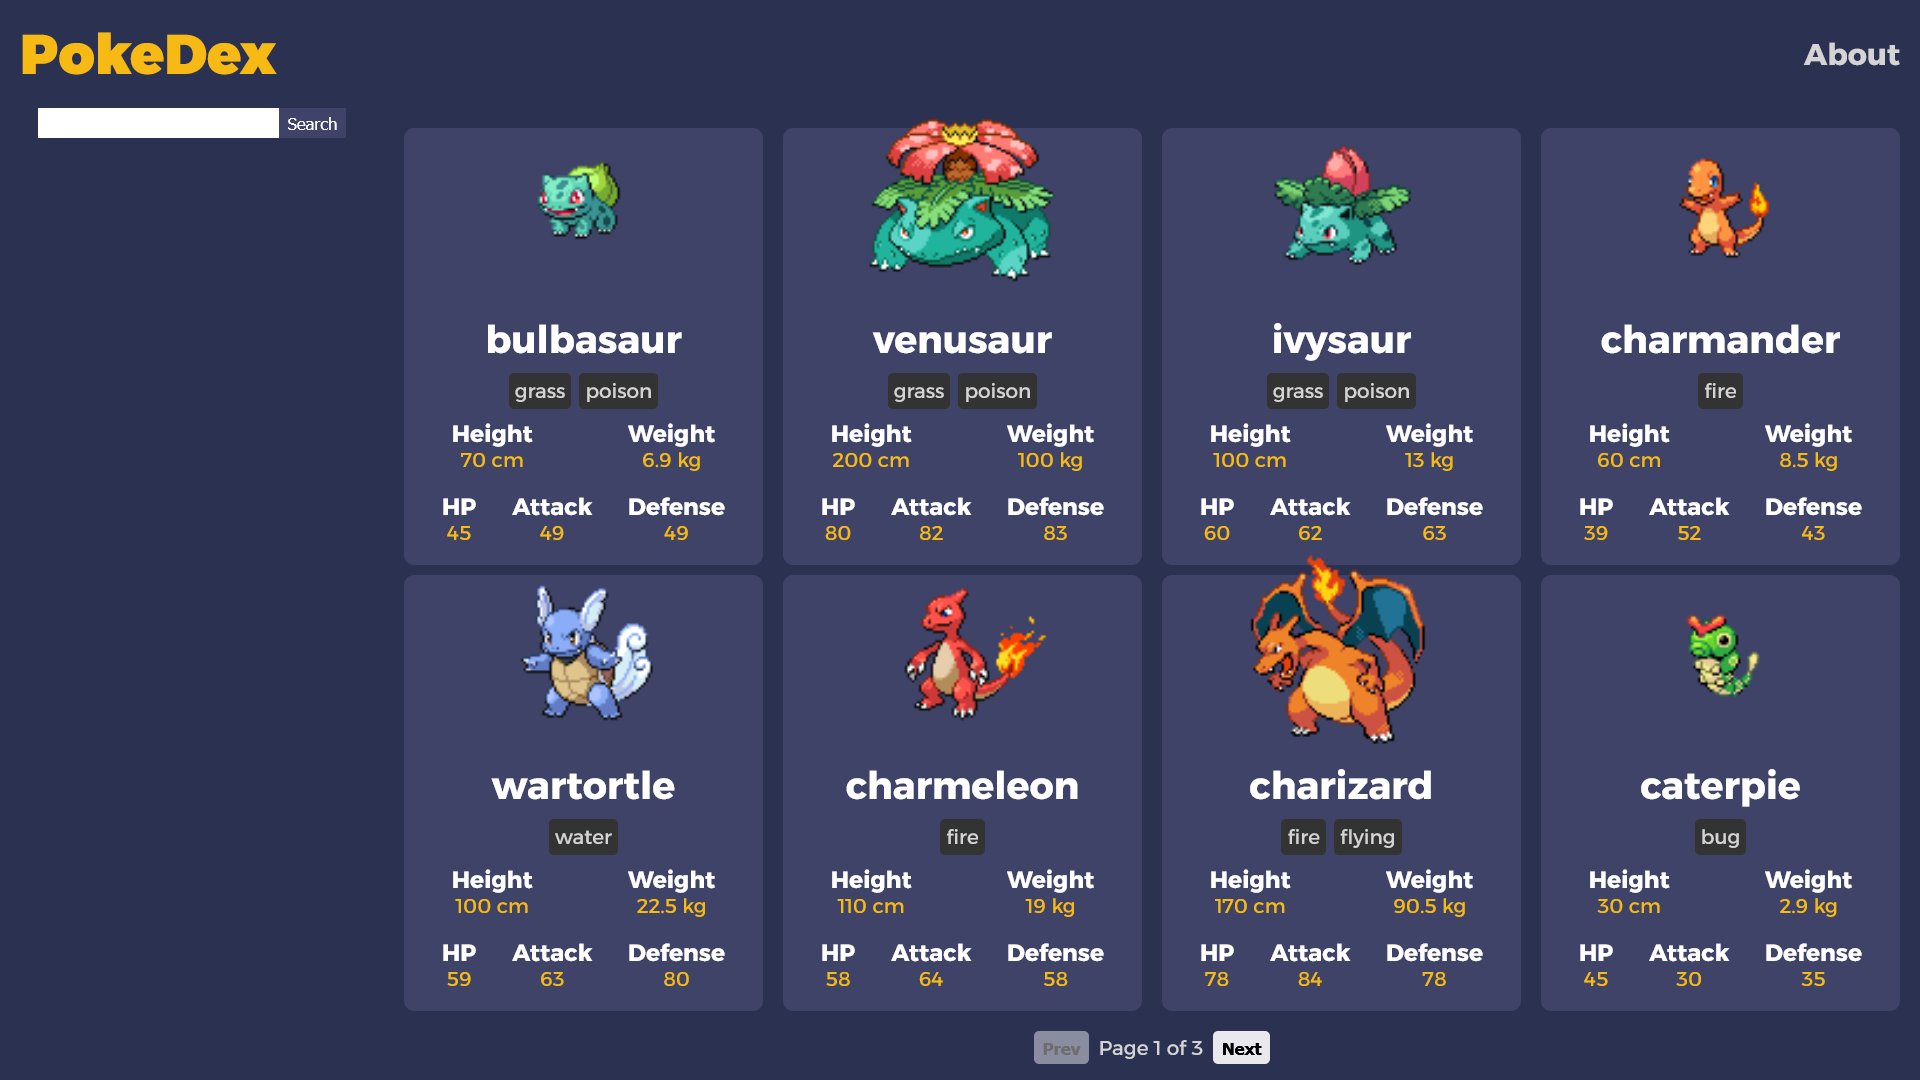 PokeDex
About
Search
bulbasaur
grass poison
Height Weight
70 cm 6.9 kg
HP Attack Defense
45 49 49
venusaur
grass poison
Height Weight
200 cm 100 kg
HP Attack Defense
80 82 83
ivysaur
grass poison
Height Weight
100 cm 13 kg
HP Attack Defense
60 62 63
charmander
fire
Height Weight
60 cm 8.5 kg
HP Attack Defense
39 52 43
wartortle
water
Height Weight
100 cm 22.5 kg
HP Attack Defense
59 63 80
charmeleon
fire
Height Weight
110 cm 19 kg
HP Attack Defense
58 64 58
charizard
fire flying
Height Weight
170 cm 90.5 kg
HP Attack Defense
78 84 78
caterpie
bug
Height Weight
30 cm 2.9 kg
HP Attack Defense
45 30 35
Prev Page 1 of 3 Next